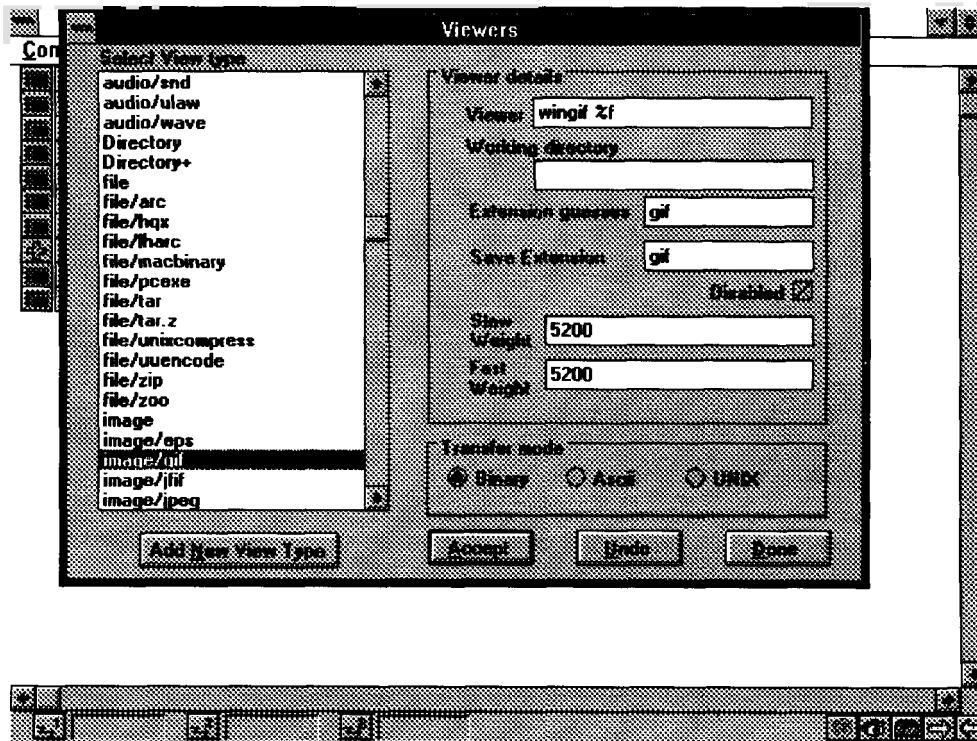 Viewers
Con
Select View type
audio/snd
audio/ulaw
audio/wave
Directory
Directory+
file
file/arc
file/hqx
file/lharc
file/macbinary
file/pcexe
file/tar
file/tar.z
file/unixcompress
file/uuencode
file/zip
file/zoo
image
image/eps
image/gif
image/jfif
image/jpeg
Add New View Type
Viewer details
Viewer wingif %f
Working directory
Extension guesses gif
Save Extension gif
Disabled
Slow Weight 5200
Fast Weight 5200
Transfer mode
Binary Ascii UNIX
Accept Undo Done